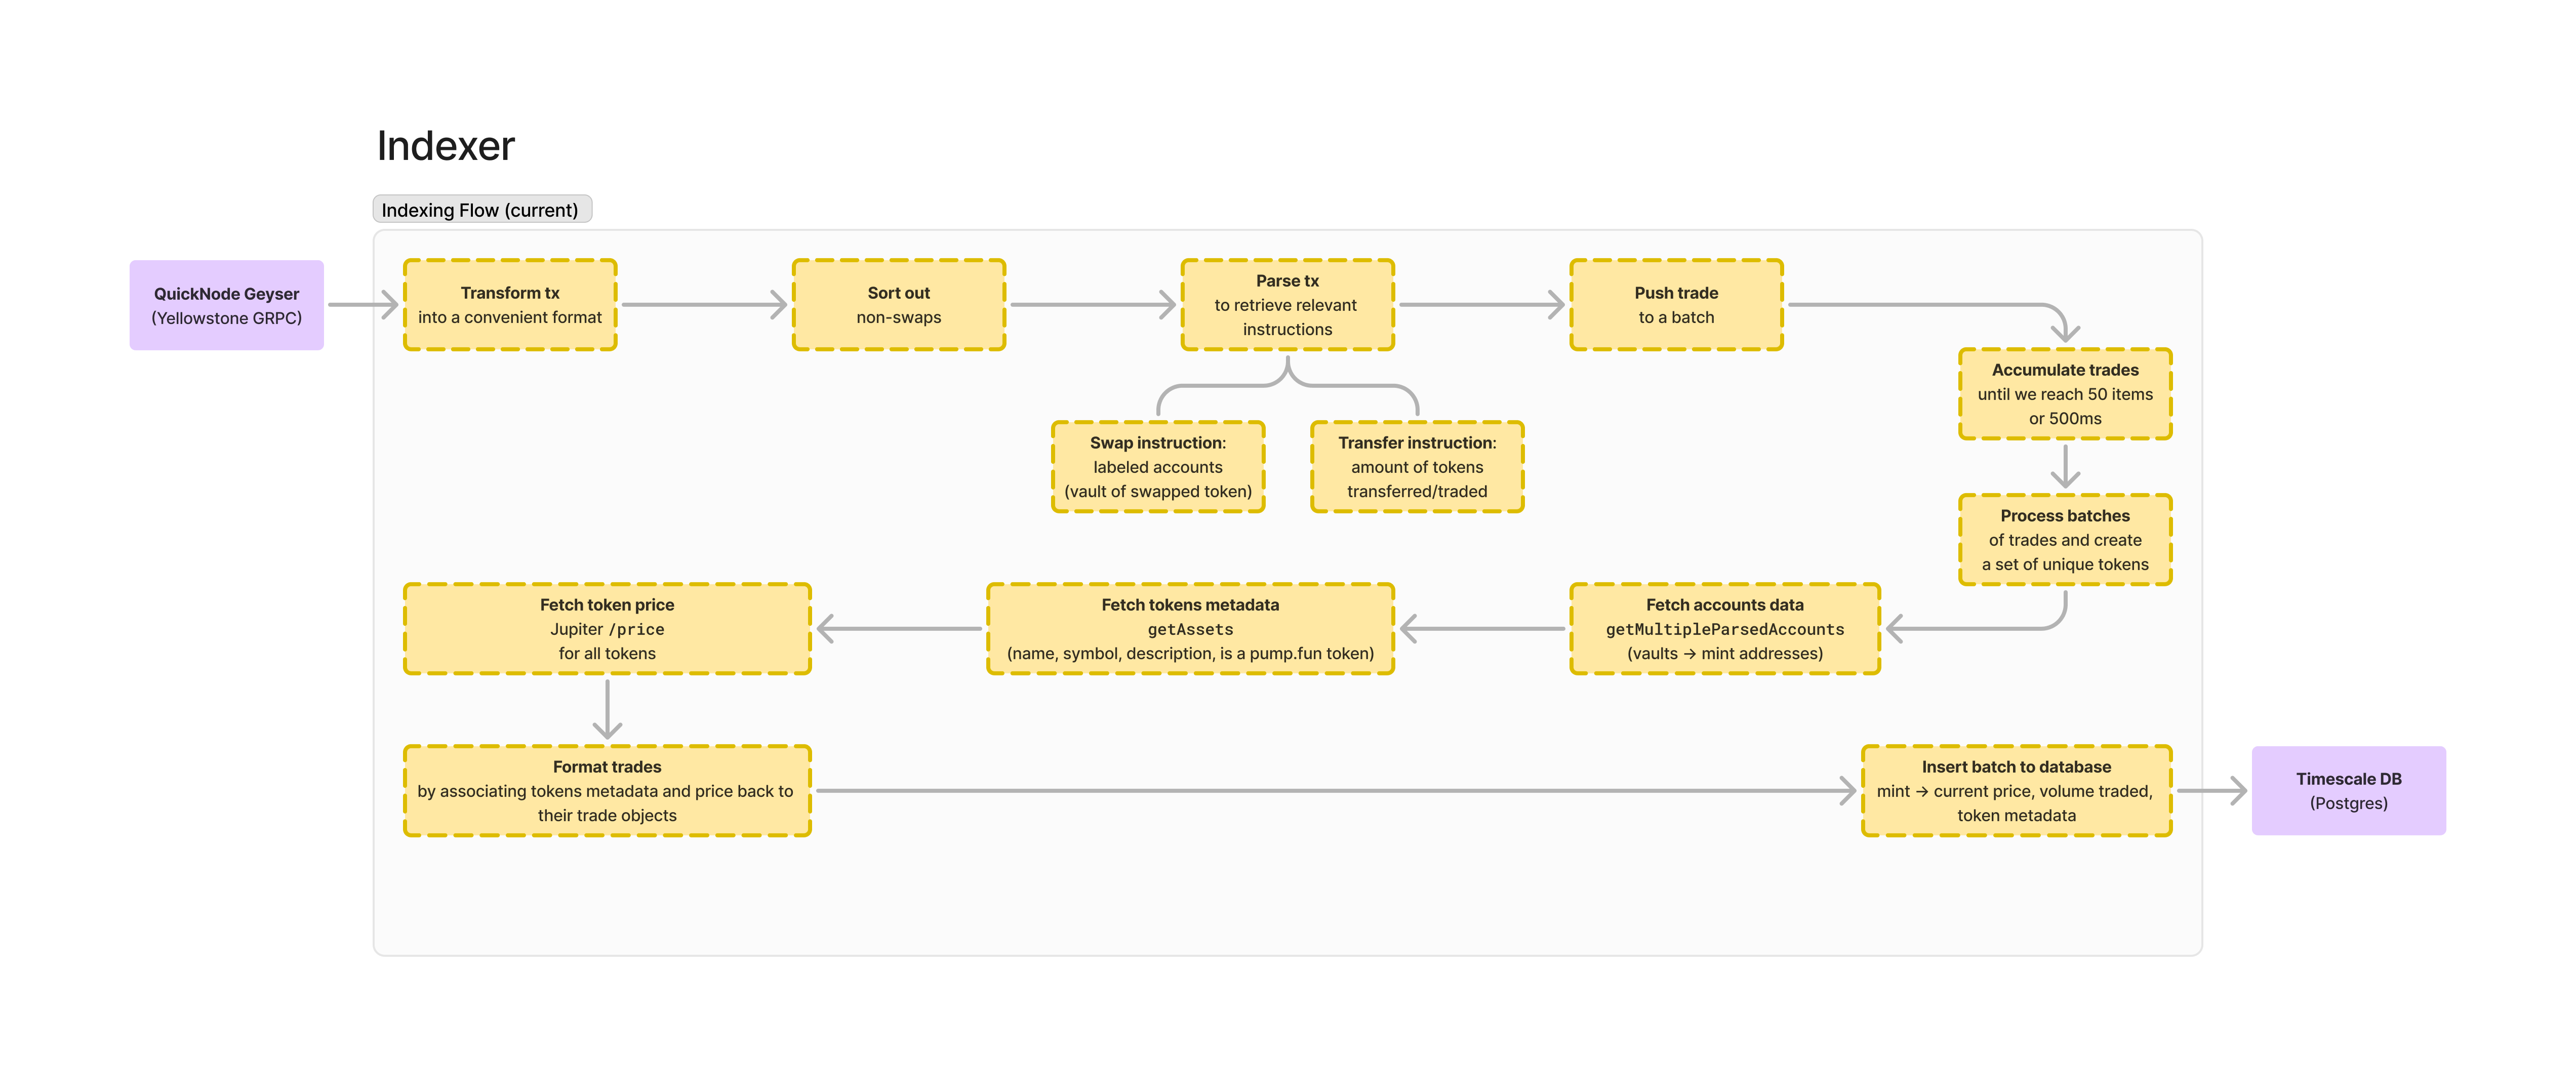 Indexer
Indexing Flow (current)
QuickNode Geyser
(Yellowstone GRPC)
Transform tx
into a convenient format
Sort out
non-swaps
Parse tx
to retrieve relevant
instructions
Push trade
to a batch
Swap instruction:
labeled accounts
(vault of swapped token)
Transfer instruction:
amount of tokens
transferred/traded
Accumulate trades
until we reach 50 items
or 500ms
Process batches
of trades and create
a set of unique tokens
Fetch accounts data
getMultipleParsedAccounts
(vaults → mint addresses)
Fetch tokens metadata
getAssets
(name, symbol, description, is a pump.fun token)
Fetch token price
Jupiter /price
for all tokens
Format trades
by associating tokens metadata and price back to
their trade objects
Insert batch to database
mint → current price, volume traded,
token metadata
Timescale DB
(Postgres)